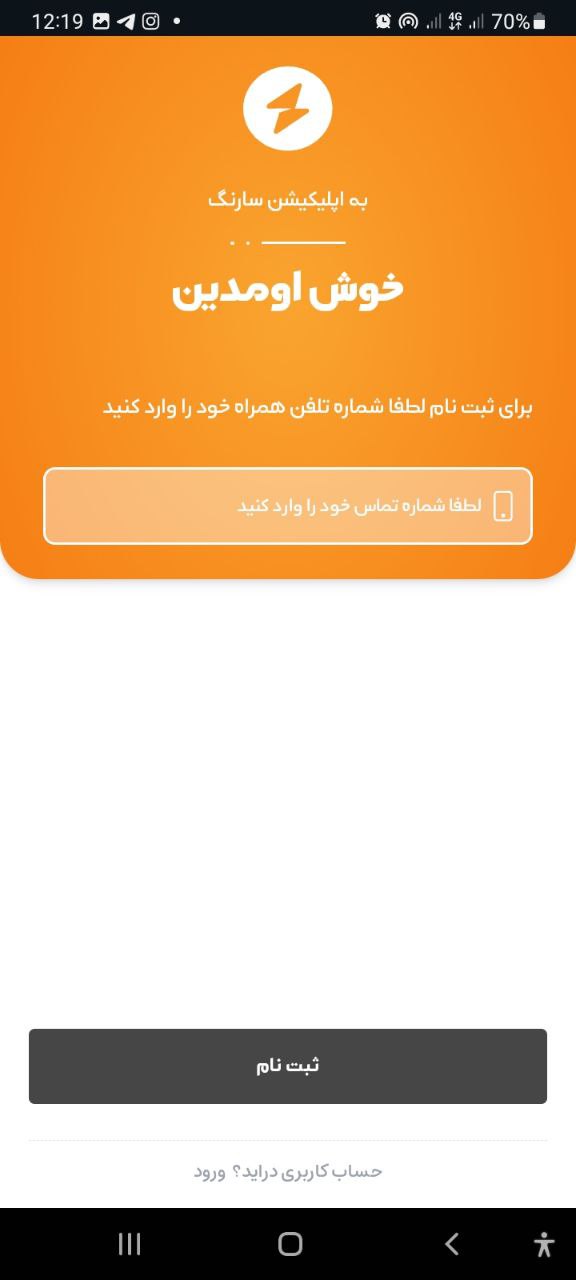 12:19
4G
70%
به اپلیکیشن سارنگ
خوش اومدین
برای ثبت نام لطفا شماره تلفن همراه خود را وارد کنید
لطفا شماره تماس خود را وارد کنید
ثبت نام
حساب کاربری دراید؟ ورود